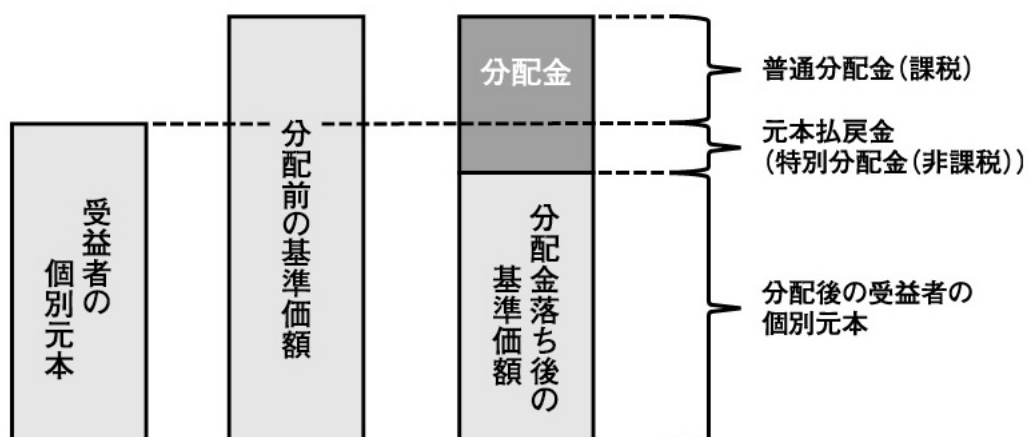 受益者の
個別元本
分配前の基準価額
分配金
分配金落ち後の
基準価額
普通分配金(課税)
元本払戻金
(特別分配金(非課税))
分配後の受益者の
個別元本